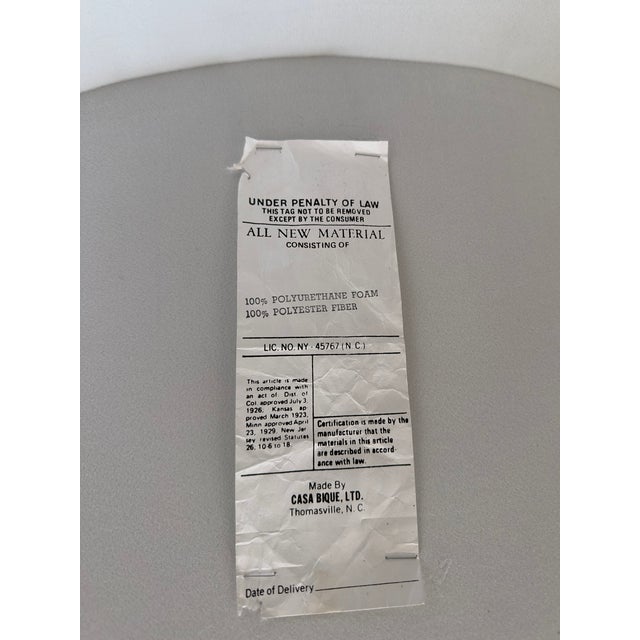 UNDER PENALTY OF LAW
THIS TAG NOT TO BE REMOVED
EXCEPT BY THE CONSUMER
ALL NEW MATERIAL
CONSISTING OF
100% POLYURETHANE FOAM
100% POLYESTER FIBER
LIC. NO. NY - 45767 (N.C.)
This article is made
in compliance with
an act of. Dist. of
Col. approved July 3,
1926, Kansas ap-
proved March 1923,
Minn approved April
23, 1929. New Jer-
sey revised Statutes
26: 10-6 to 18.
Certification is made by the
manufacturer that the
materials in this article
are described in accord-
ance with law.
Made By
CASA BIQUE, LTD.
Thomasville, N. C.
Date of Delivery